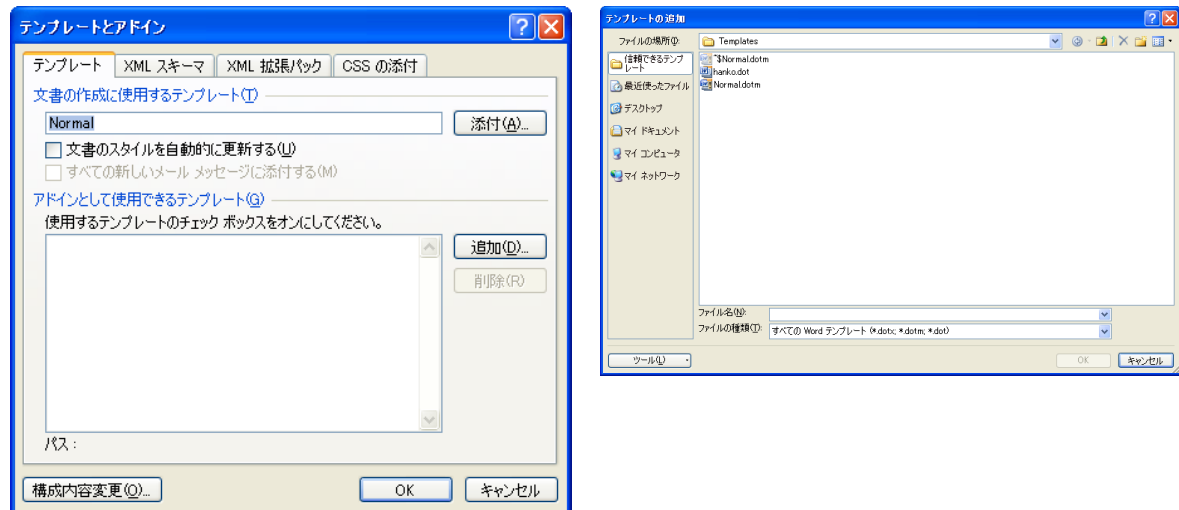 テンプレートとアドイン
テンプレート XML スキーマ XML 拡張パック CSS の添付
文書の作成に使用するテンプレート(T)
Normal 添付(A)...
文書のスタイルを自動的に更新する(U)
すべての新しいメール メッセージに添付する(M)
アドインとして使用できるテンプレート(G)
使用するテンプレートのチェック ボックスをオンにしてください。
追加(D)...
削除(R)
パス :
構成内容変更(O)... OK キャンセル
テンプレートの追加
ファイルの場所(I): Templates
信頼できるテンプ
レート
最近使ったファイル
デスクトップ
マイ ドキュメント
マイ コンピュータ
マイ ネットワーク
~$Normal.dotm
hanko.dot
Normal.dotm
ファイル名(N):
ファイルの種類(T): すべての Word テンプレート (*.dotx; *.dotm; *.dot)
ツール(L) OK キャンセル